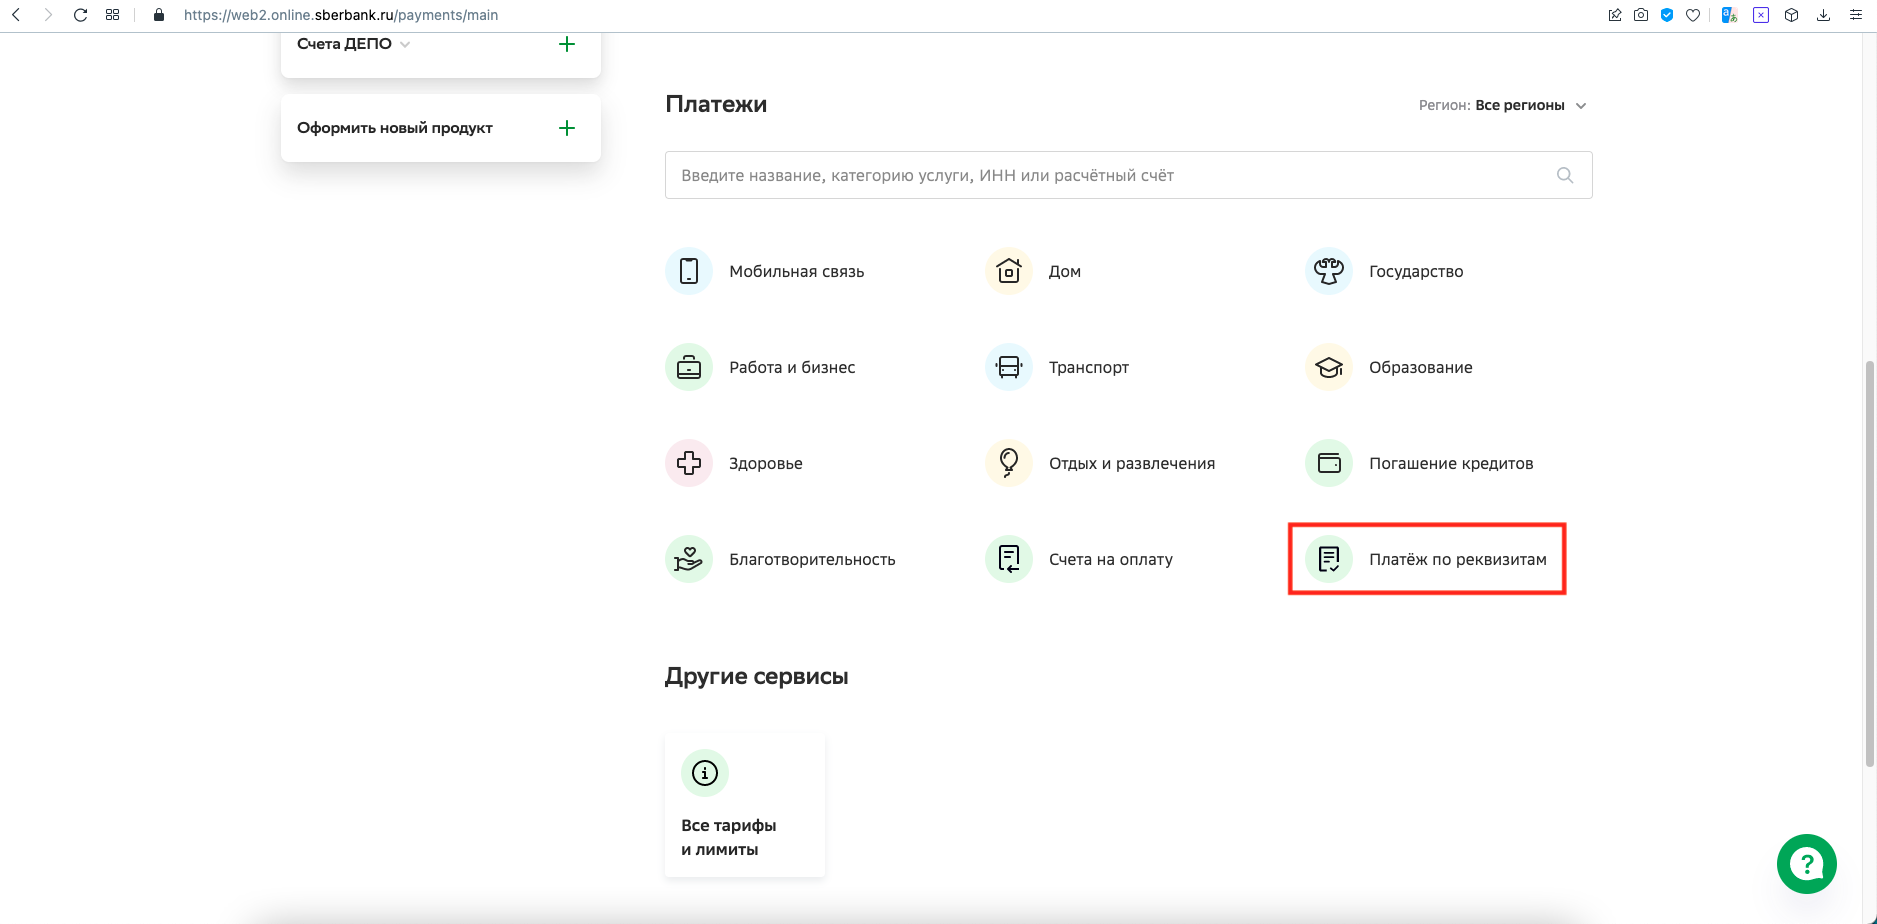 https://web2.online.sberbank.ru/payments/main
Счета ДЕПО
Оформить новый продукт
Платежи
Регион: Все регионы
Введите название, категорию услуги, ИНН или расчётный счёт
Мобильная связь
Дом
Государство
Работа и бизнес
Транспорт
Образование
Здоровье
Отдых и развлечения
Погашение кредитов
Благотворительность
Счета на оплату
Платёж по реквизитам
Другие сервисы
Все тарифы
и лимиты